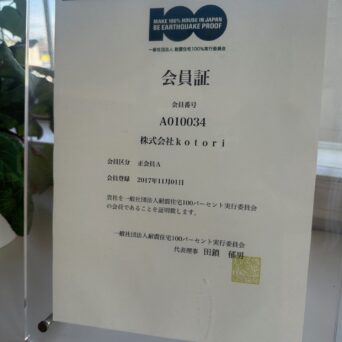 100
MAKE 100% HOUSE IN JAPAN
BE EARTHQUAKE PROOF
一般社団法人 耐震住宅100%実行委員会
会員証
会員番号
A010034
株式会社kotori
会員区分 正会員A
会員登録 2017年11月01日
貴社を一般社団法人耐震住宅100パーセント実行委員会
の会員であることを証明致します。
一般社団法人耐震住宅100パーセント実行委員会
代表理事 田鎖 郁男